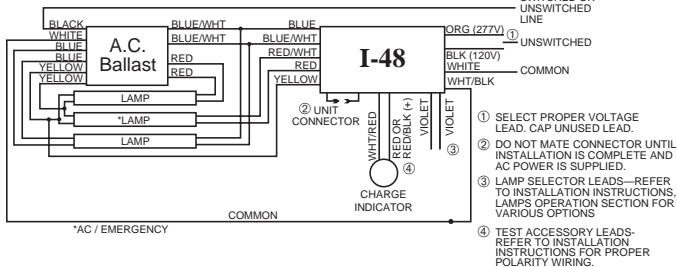 UNSWITCHED
LINE
BLACK
WHITE
BLUE
BLUE
YELLOW
YELLOW
A.C.
Ballast
BLUE/WHT
BLUE/WHT
RED
RED
BLUE
BLUE/WHT
RED/WHT
RED
YELLOW
I-48
ORG (277V)
① UNSWITCHED
BLK (120V)
WHITE
COMMON
WHT/BLK
LAMP
*LAMP
LAMP
② UNIT
CONNECTOR
WHT/RED
RED OR
RED/BLK (+)
④
VIOLET
VIOLET
③
CHARGE
INDICATOR
COMMON
*AC / EMERGENCY
① SELECT PROPER VOLTAGE
LEAD. CAP UNUSED LEAD.
② DO NOT MATE CONNECTOR UNTIL
INSTALLATION IS COMPLETE AND
AC POWER IS SUPPLIED.
③ LAMP SELECTOR LEADS—REFER
TO INSTALLATION INSTRUCTIONS,
LAMPS OPERATION SECTION FOR
VARIOUS OPTIONS
④ TEST ACCESSORY LEADS-
REFER TO INSTALLATION
INSTRUCTIONS FOR PROPER
POLARITY WIRING.